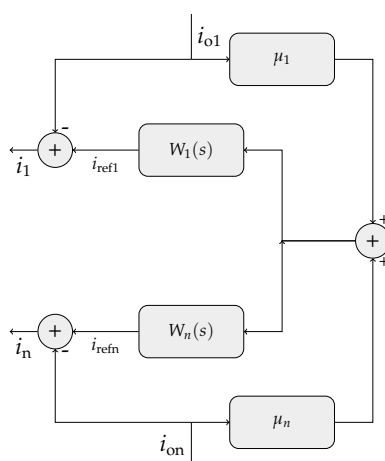 i_o1
μ_1
-
+
i_1
i_ref1
W_1(s)
+
+
+
+
i_n
i_refn
W_n(s)
-
μ_n
i_on